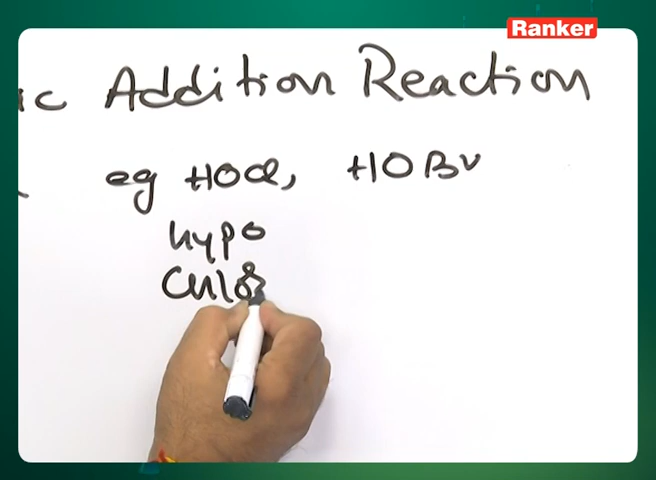 Ranker
ic Addition Reaction
eg HOCl, HOBr
hypo
Chlo